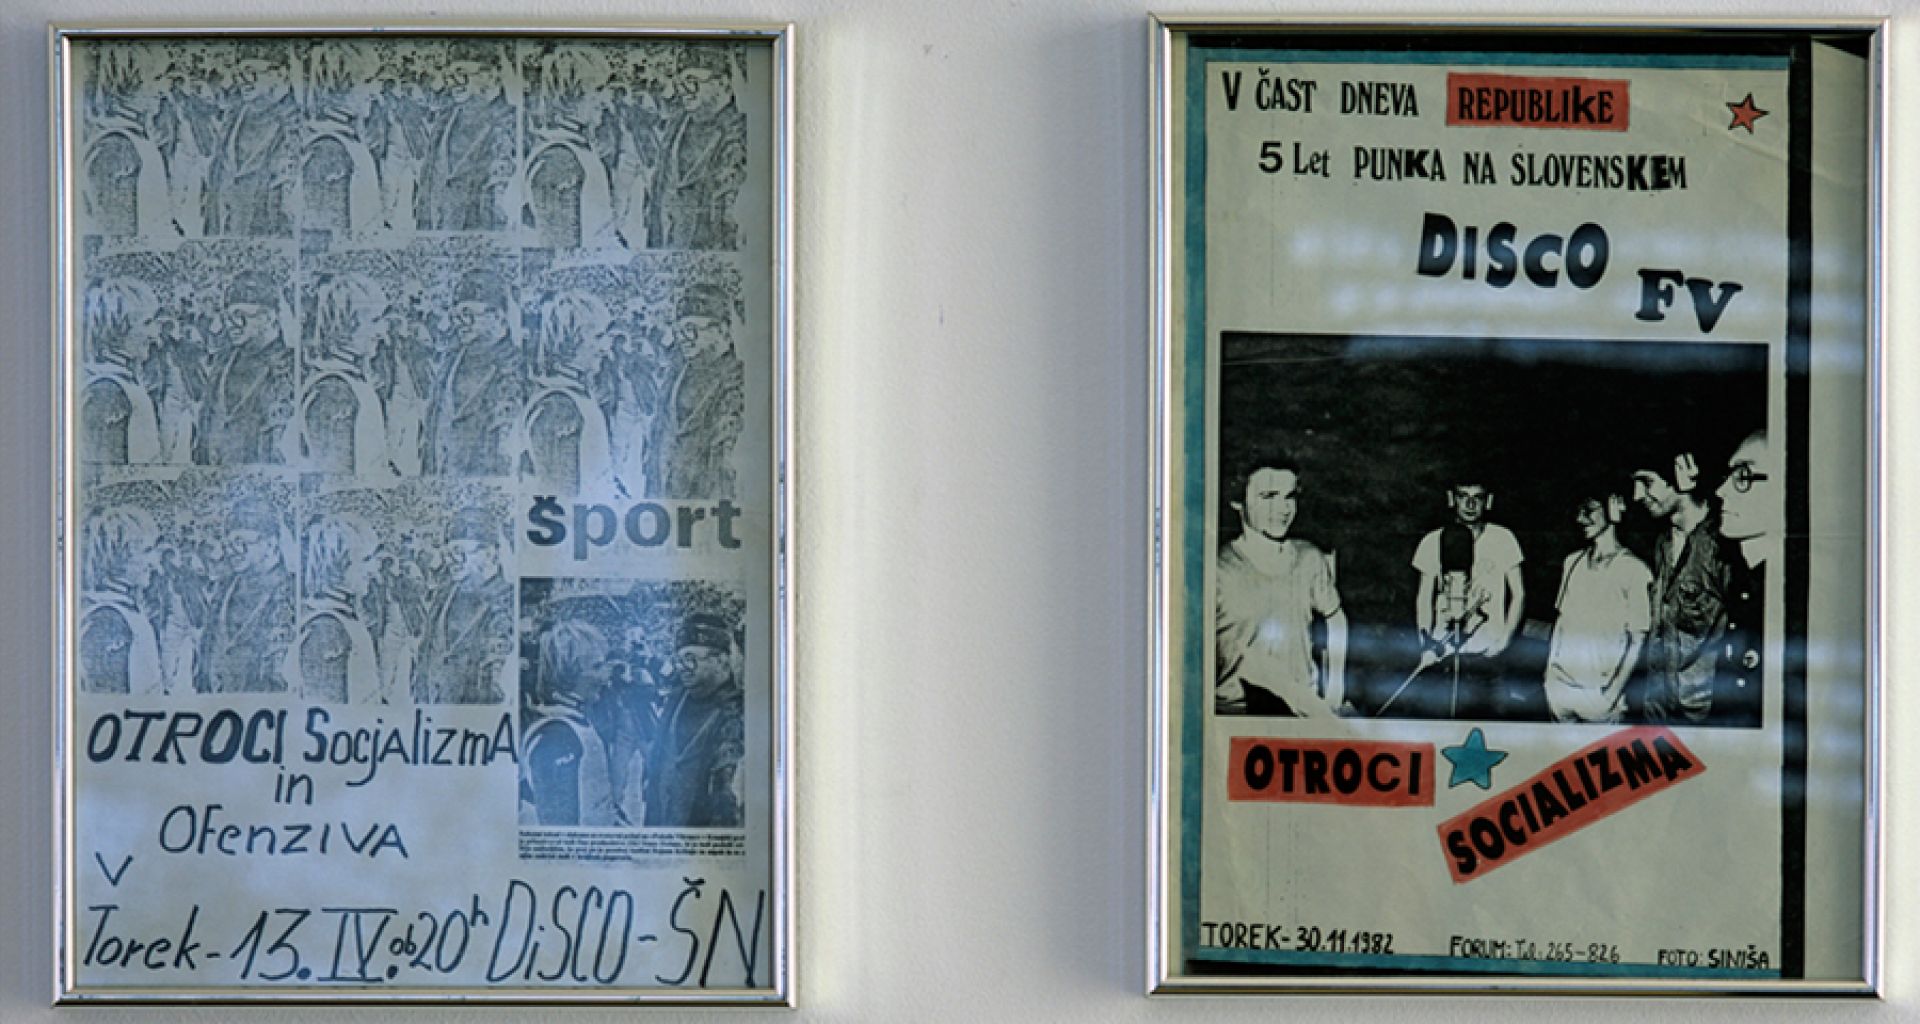 šport
OTROCI SocjAlizmA
in
OFenzIVA
V
Torek - 13. IV. ob 20h DiSCO - ŠN
V ČAST DNEVA REPUBLIkE
5 Let PUNKA NA SLOVENSKEM
DISCO
FV
OTROCI
SOCIALIZMA
TOREK - 30.11.1982 FORUM: Tel. 265-826 FOTO: SINIŠA